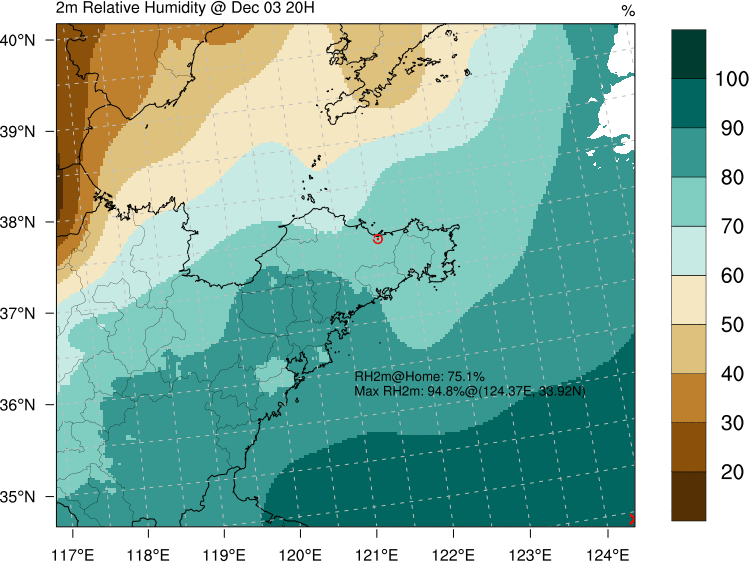 2m Relative Humidity @ Dec 03 20H
%
40°N
39°N
38°N
37°N
36°N
35°N
RH2m@Home: 75.1%
Max RH2m: 94.8%@(124.37E, 33.92N)
117°E 118°E 119°E 120°E 121°E 122°E 123°E 124°E
100
90
80
70
60
50
40
30
20